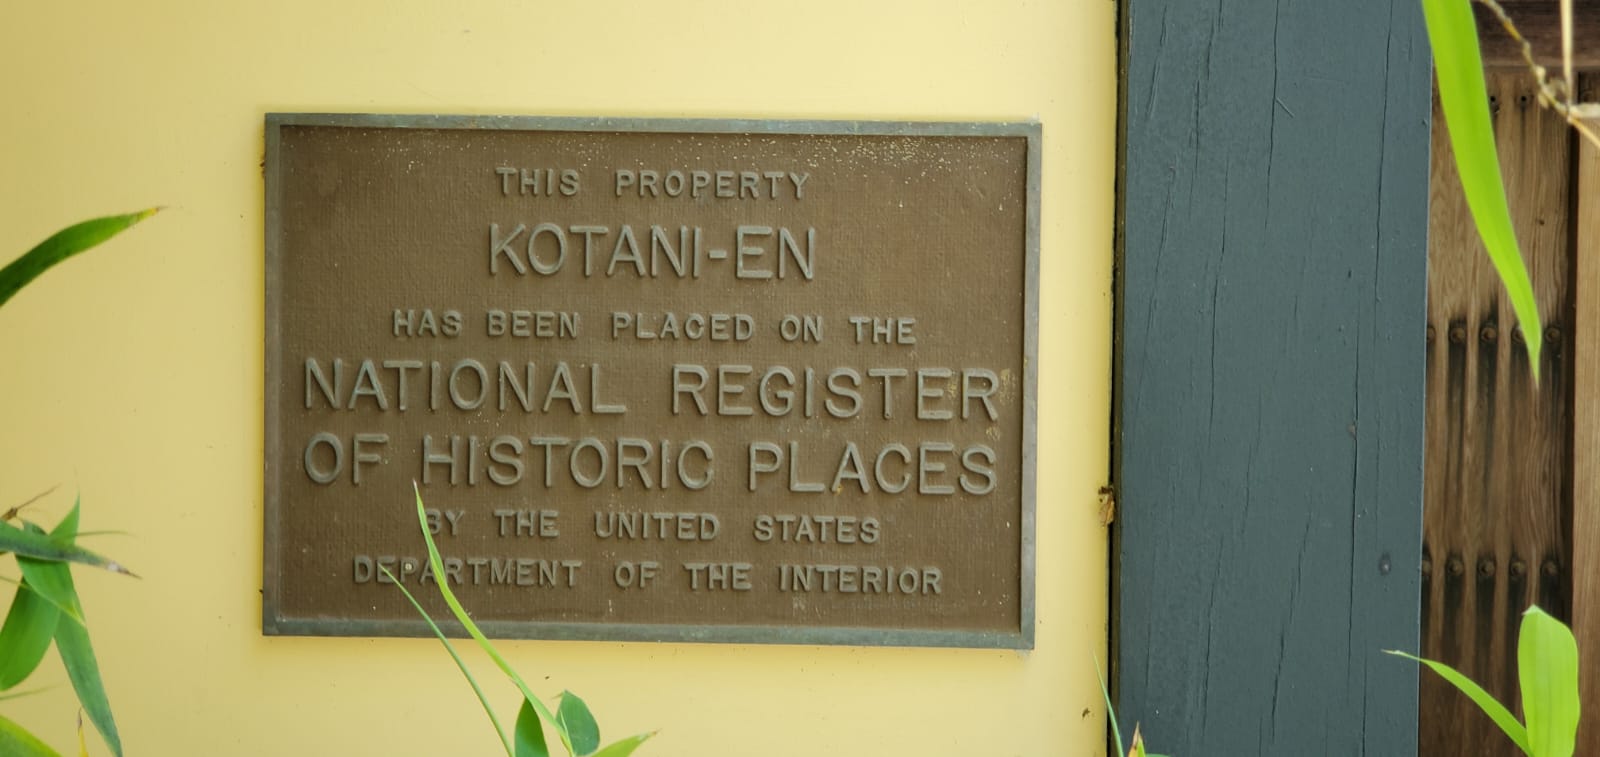 THIS PROPERTY
KOTANI-EN
HAS BEEN PLACED ON THE
NATIONAL REGISTER
OF HISTORIC PLACES
BY THE UNITED STATES
DEPARTMENT OF THE INTERIOR